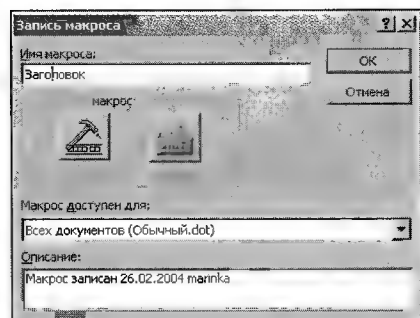 Запись макроса
Имя макроса:
Заголовок
ОК
Отмена
макрос
Макрос доступен для:
Всех документов (Обычный.dot)
Описание:
Макрос записан 26.02.2004 marinka